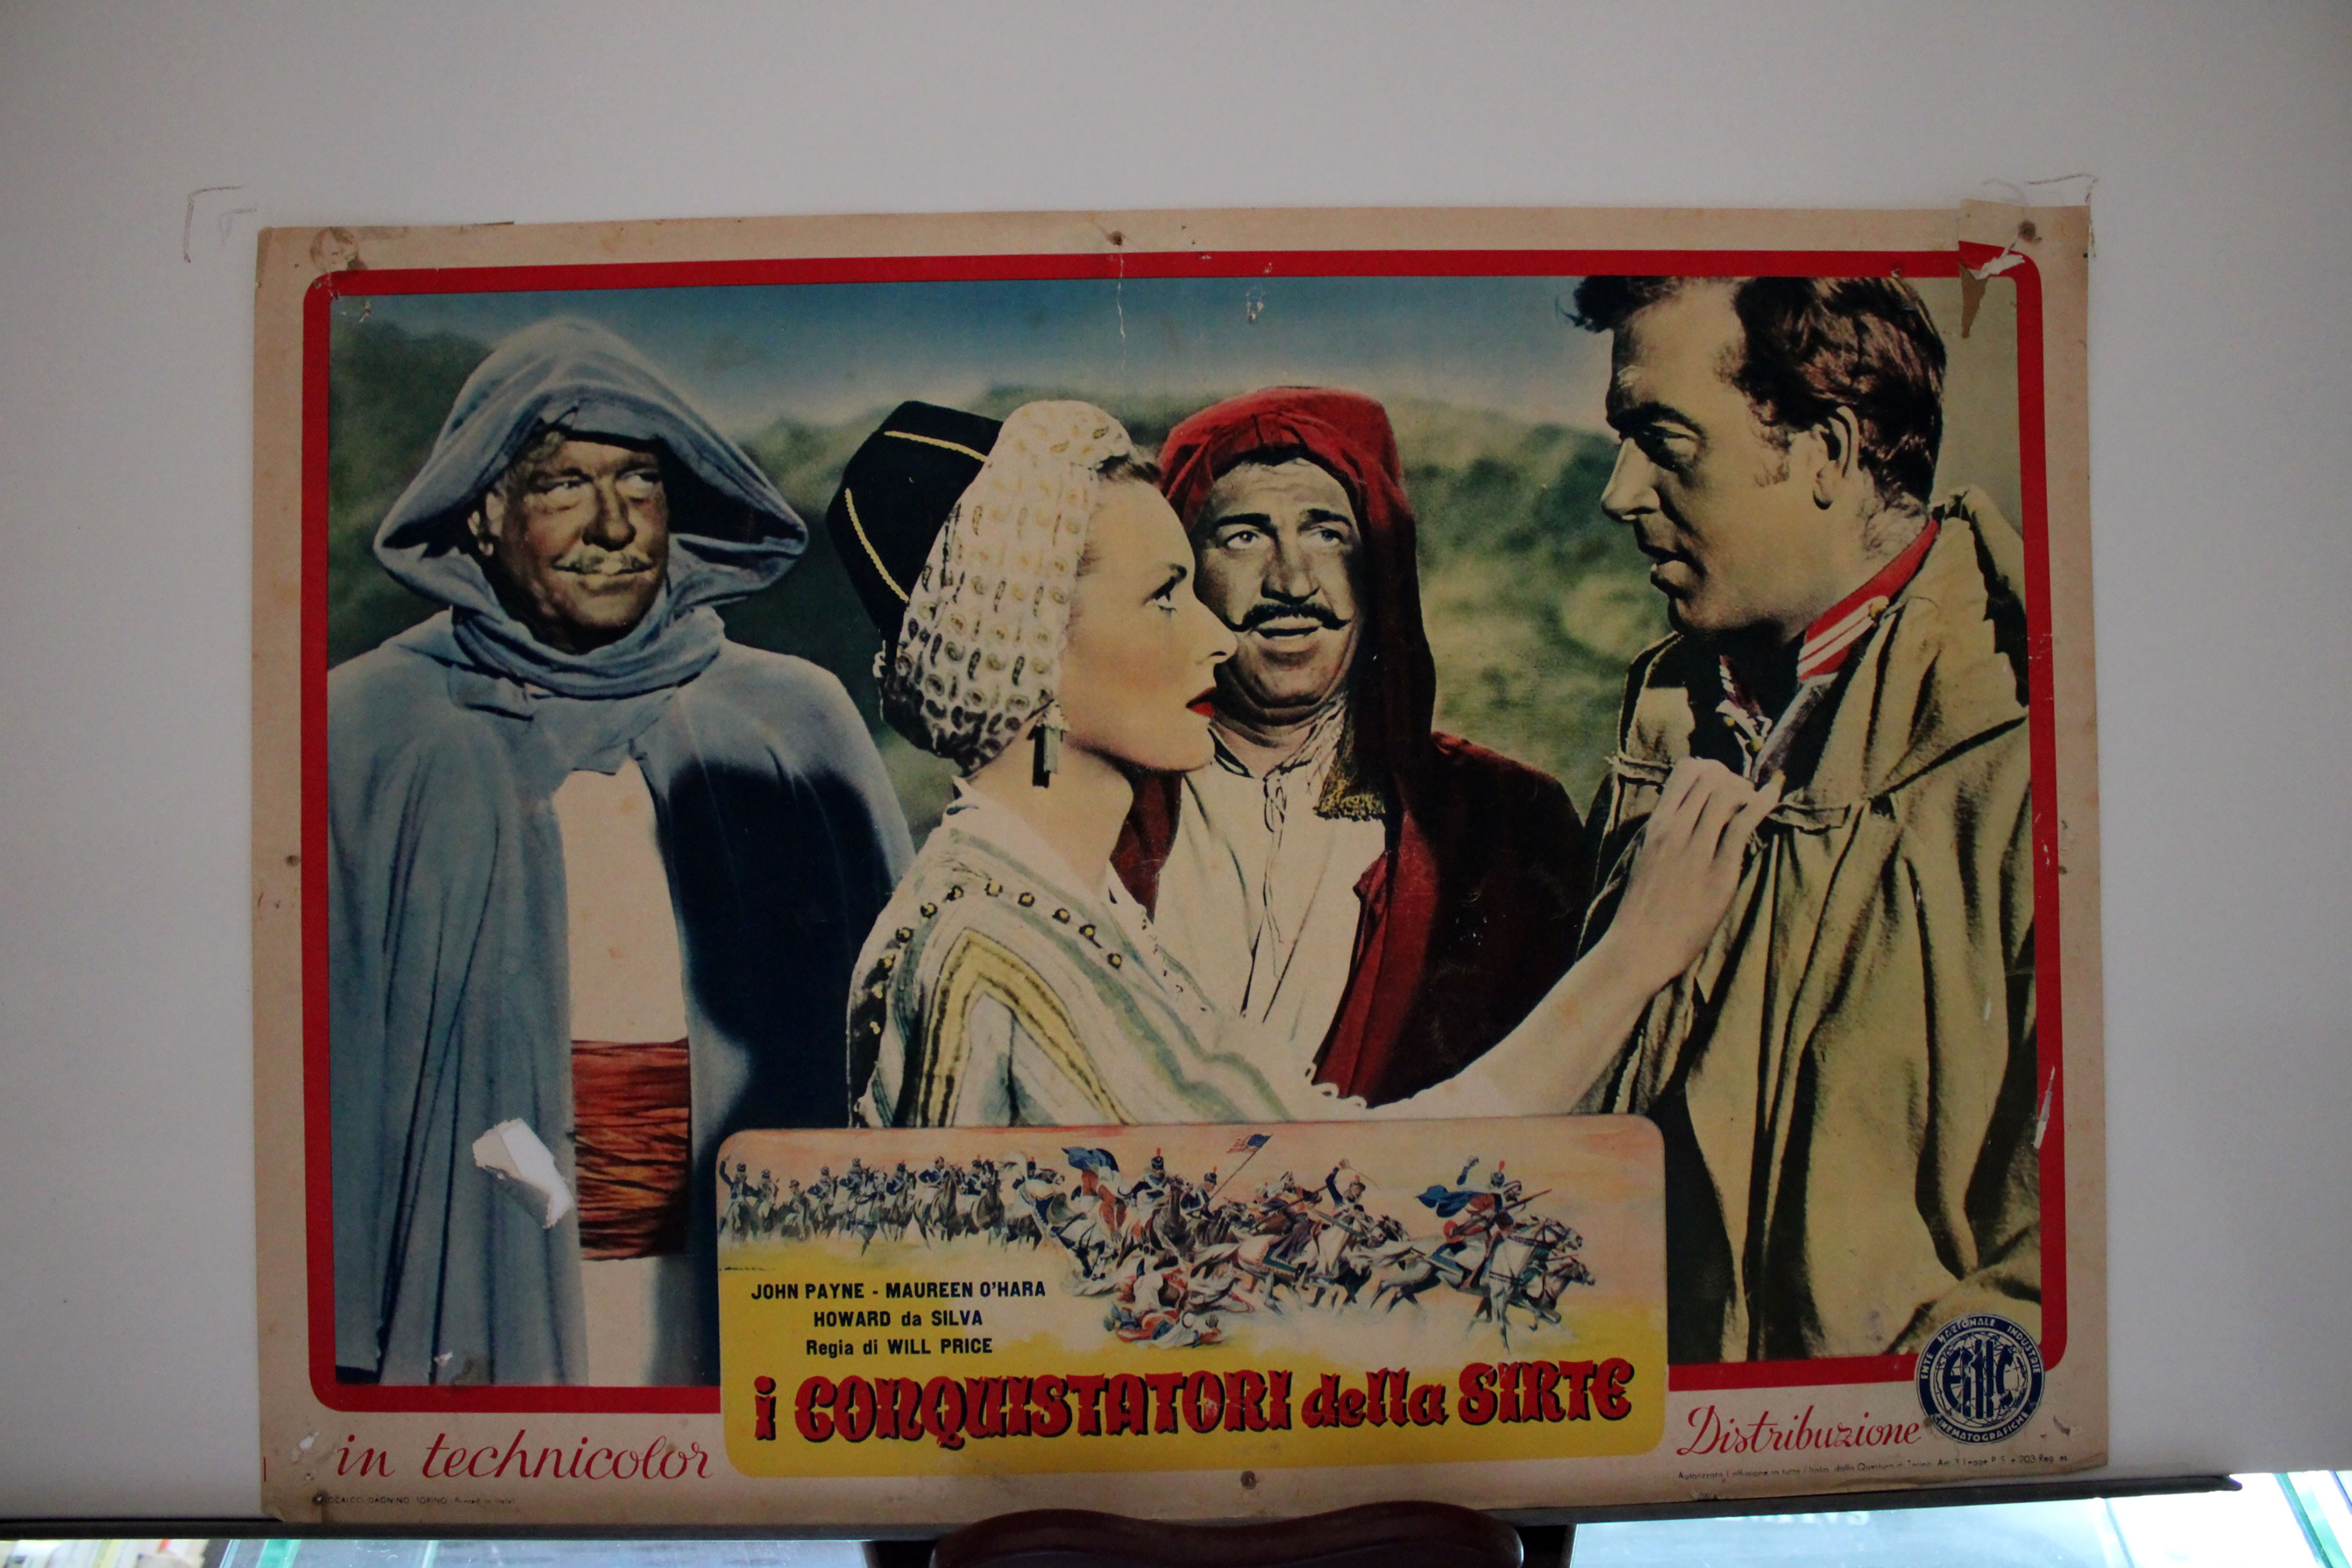 JOHN PAYNE - MAUREEN O'HARA
HOWARD da SILVA
Regia di WILL PRICE
i CONQUISTATORI della SIRTE
in technicolor
Distribuzione
ENTE NAZIONALE INDUSTRIE
CINEMATOGRAFICHE
EniC